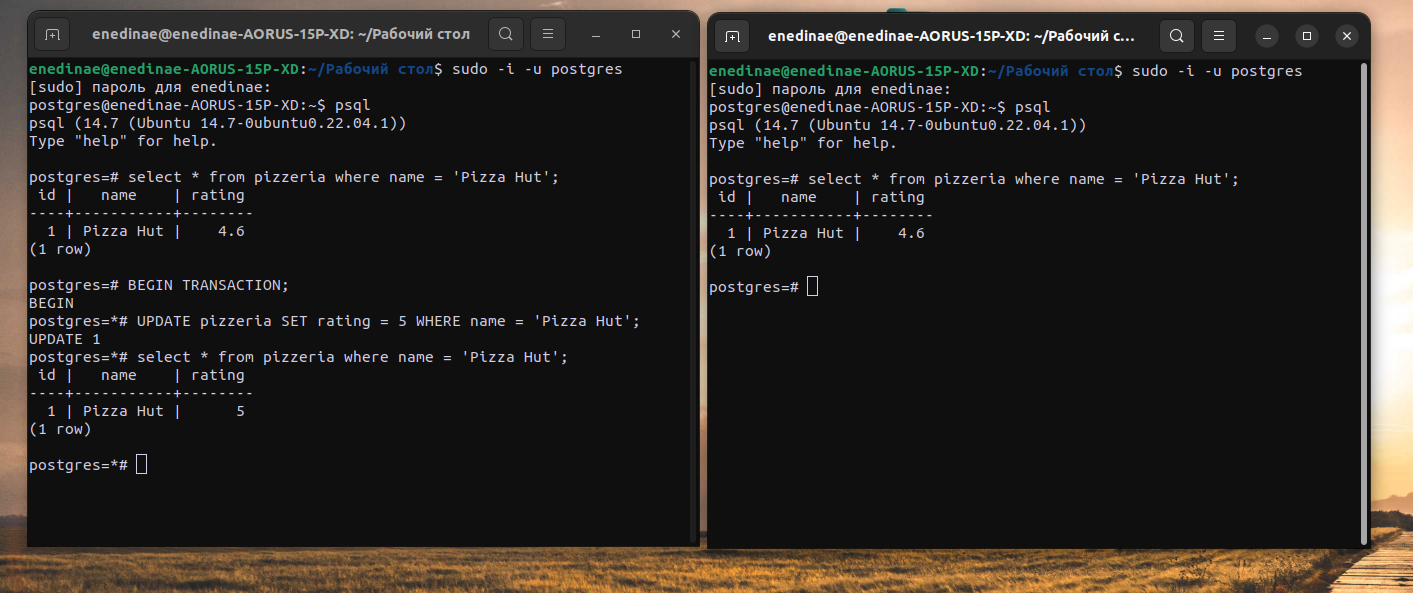 enedinae@enedinae-AORUS-15P-XD: ~/Рабочий стол
enedinae@enedinae-AORUS-15P-XD:~/Рабочий стол$ sudo -i -u postgres
[sudo] пароль для enedinae:
postgres@enedinae-AORUS-15P-XD:~$ psql
psql (14.7 (Ubuntu 14.7-0ubuntu0.22.04.1))
Type "help" for help.
postgres=# select * from pizzeria where name = 'Pizza Hut';
 id |   name    | rating
----+-----------+--------
  1 | Pizza Hut |    4.6
(1 row)
postgres=# BEGIN TRANSACTION;
BEGIN
postgres=*# UPDATE pizzeria SET rating = 5 WHERE name = 'Pizza Hut';
UPDATE 1
postgres=*# select * from pizzeria where name = 'Pizza Hut';
 id |   name    | rating
----+-----------+--------
  1 | Pizza Hut |      5
(1 row)
postgres=*#
enedinae@enedinae-AORUS-15P-XD: ~/Рабочий с...
enedinae@enedinae-AORUS-15P-XD:~/Рабочий стол$ sudo -i -u postgres
[sudo] пароль для enedinae:
postgres@enedinae-AORUS-15P-XD:~$ psql
psql (14.7 (Ubuntu 14.7-0ubuntu0.22.04.1))
Type "help" for help.
postgres=# select * from pizzeria where name = 'Pizza Hut';
 id |   name    | rating
----+-----------+--------
  1 | Pizza Hut |    4.6
(1 row)
postgres=#